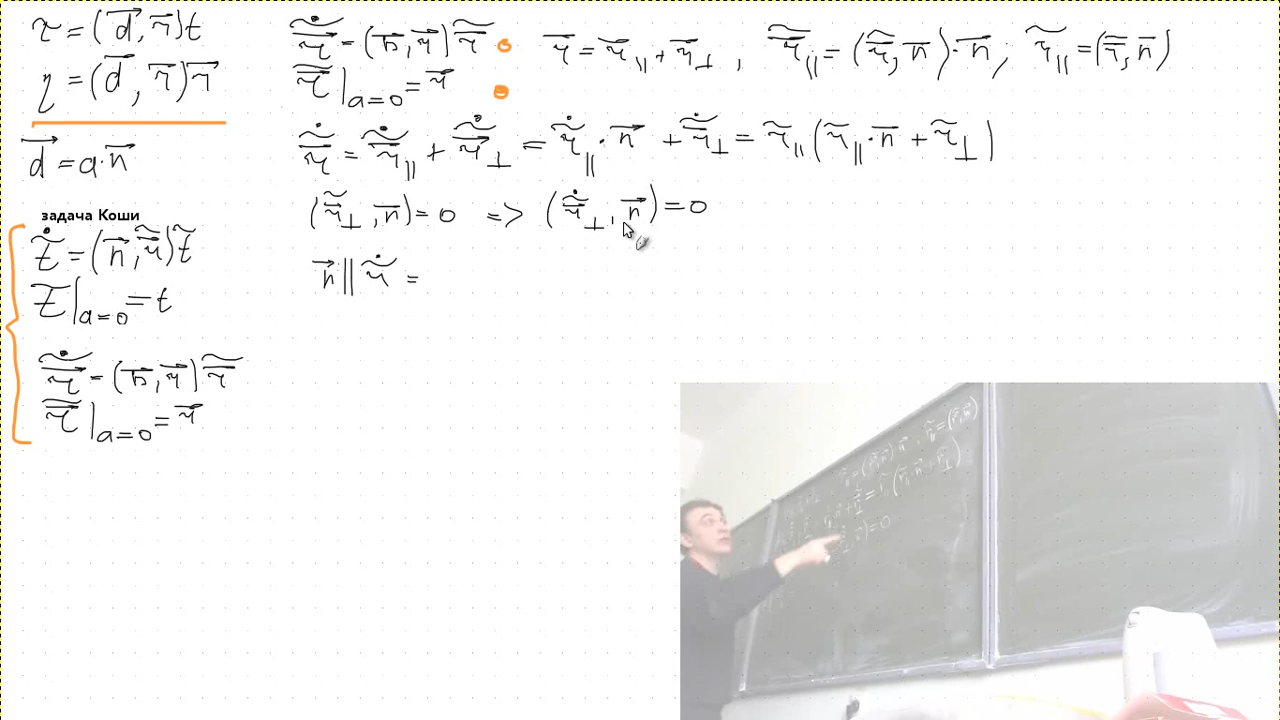 τ = (d⃗, r⃗)t
η = (d⃗, r⃗)r⃗
d⃗ = a·n⃗
задача Коши
t̃̇ = (n⃗, r̃⃗)t̃
t̃|ₐ₌₀ = t
r̃⃗̇ = (n⃗, r⃗)r̃⃗
r̃⃗|ₐ₌₀ = r⃗
r̃⃗̇ = (n⃗, r⃗)r̃⃗
r̃⃗|ₐ₌₀ = r⃗
r⃗ = r̃⃗∥ + r̃⃗⊥ , r̃⃗∥ = (r̃⃗, n⃗)·n⃗, r̃∥ = (r̃⃗, n⃗)
r̃⃗̇ = r̃⃗̇∥ + r̃⃗̇⊥ = r̃̇∥·n⃗ + r̃⃗̇⊥ = r̃∥(r̃∥·n⃗ + r̃⊥)
(r̃⃗⊥, n⃗) = 0 => (r̃⃗̇⊥, n⃗) = 0
n⃗ || r̃̇ =